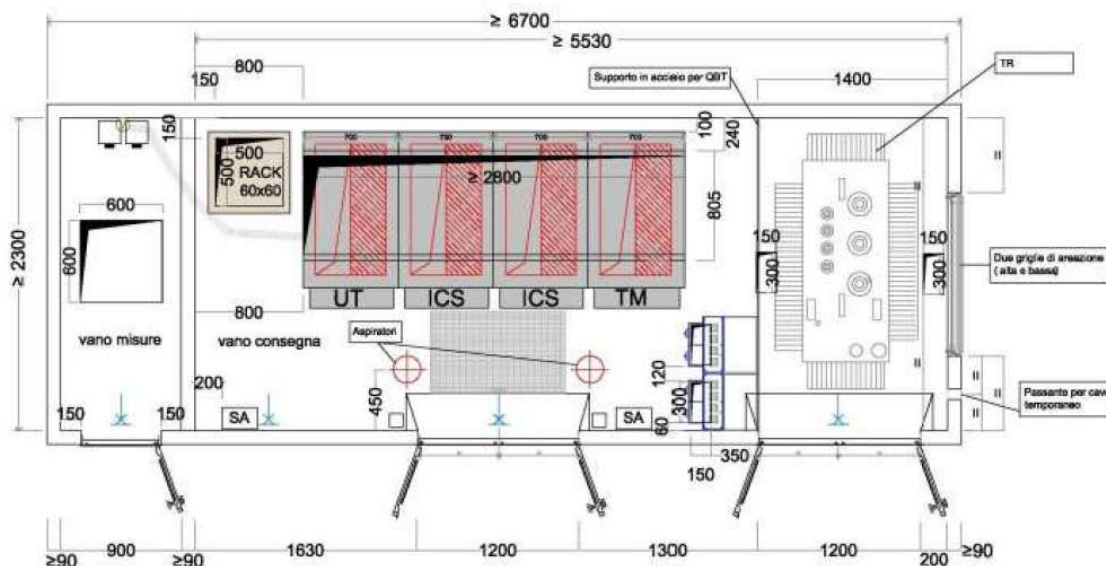 ≥ 6700
≥ 5530
800
150
Supporto in acciaio per QBT
1400
TR
150
500
500
RACK
60x60
700
700
700
700
≥ 2800
100
240
805
≥ 2300
600
600
150
300
150
300
Due griglie di areazione
( alta e bassa)
UT
ICS
ICS
TM
800
vano misure
vano consegna
Aspiratori
200
450
120
300
60
Passante per cavo
temporaneo
150
150
SA
SA
350
150
≥90
900
≥90
1630
1200
1300
1200
200
≥90